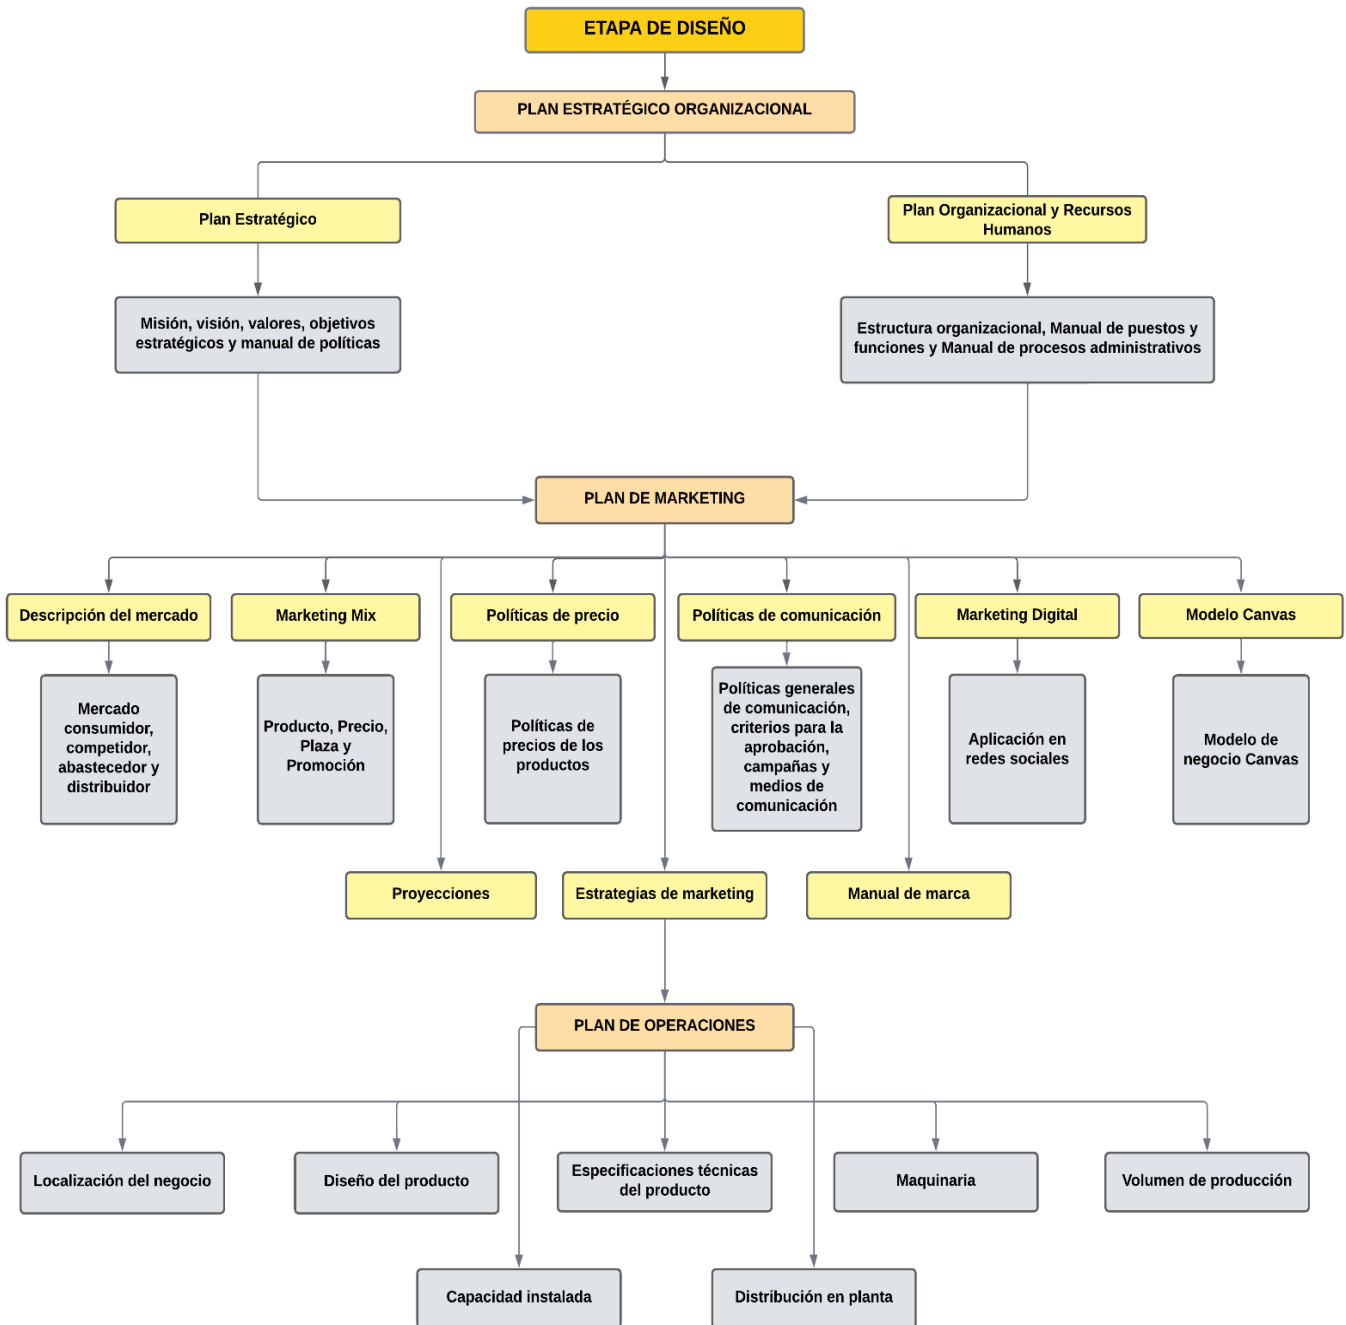 ETAPA DE DISEÑO
PLAN ESTRATÉGICO ORGANIZACIONAL
Plan Estratégico
Plan Organizacional y Recursos
Humanos
Misión, visión, valores, objetivos
estratégicos y manual de políticas
Estructura organizacional, Manual de puestos y
funciones y Manual de procesos administrativos
PLAN DE MARKETING
Descripción del mercado
Marketing Mix
Políticas de precio
Políticas de comunicación
Marketing Digital
Modelo Canvas
Mercado
consumidor,
competidor,
abastecedor y
distribuidor
Producto, Precio,
Plaza y
Promoción
Políticas de
precios de los
productos
Políticas generales
de comunicación,
criterios para la
aprobación,
campañas y
medios de
comunicación
Aplicación en
redes sociales
Modelo de
negocio Canvas
Proyecciones
Estrategias de marketing
Manual de marca
PLAN DE OPERACIONES
Localización del negocio
Diseño del producto
Especificaciones técnicas
del producto
Maquinaria
Volumen de producción
Capacidad instalada
Distribución en planta